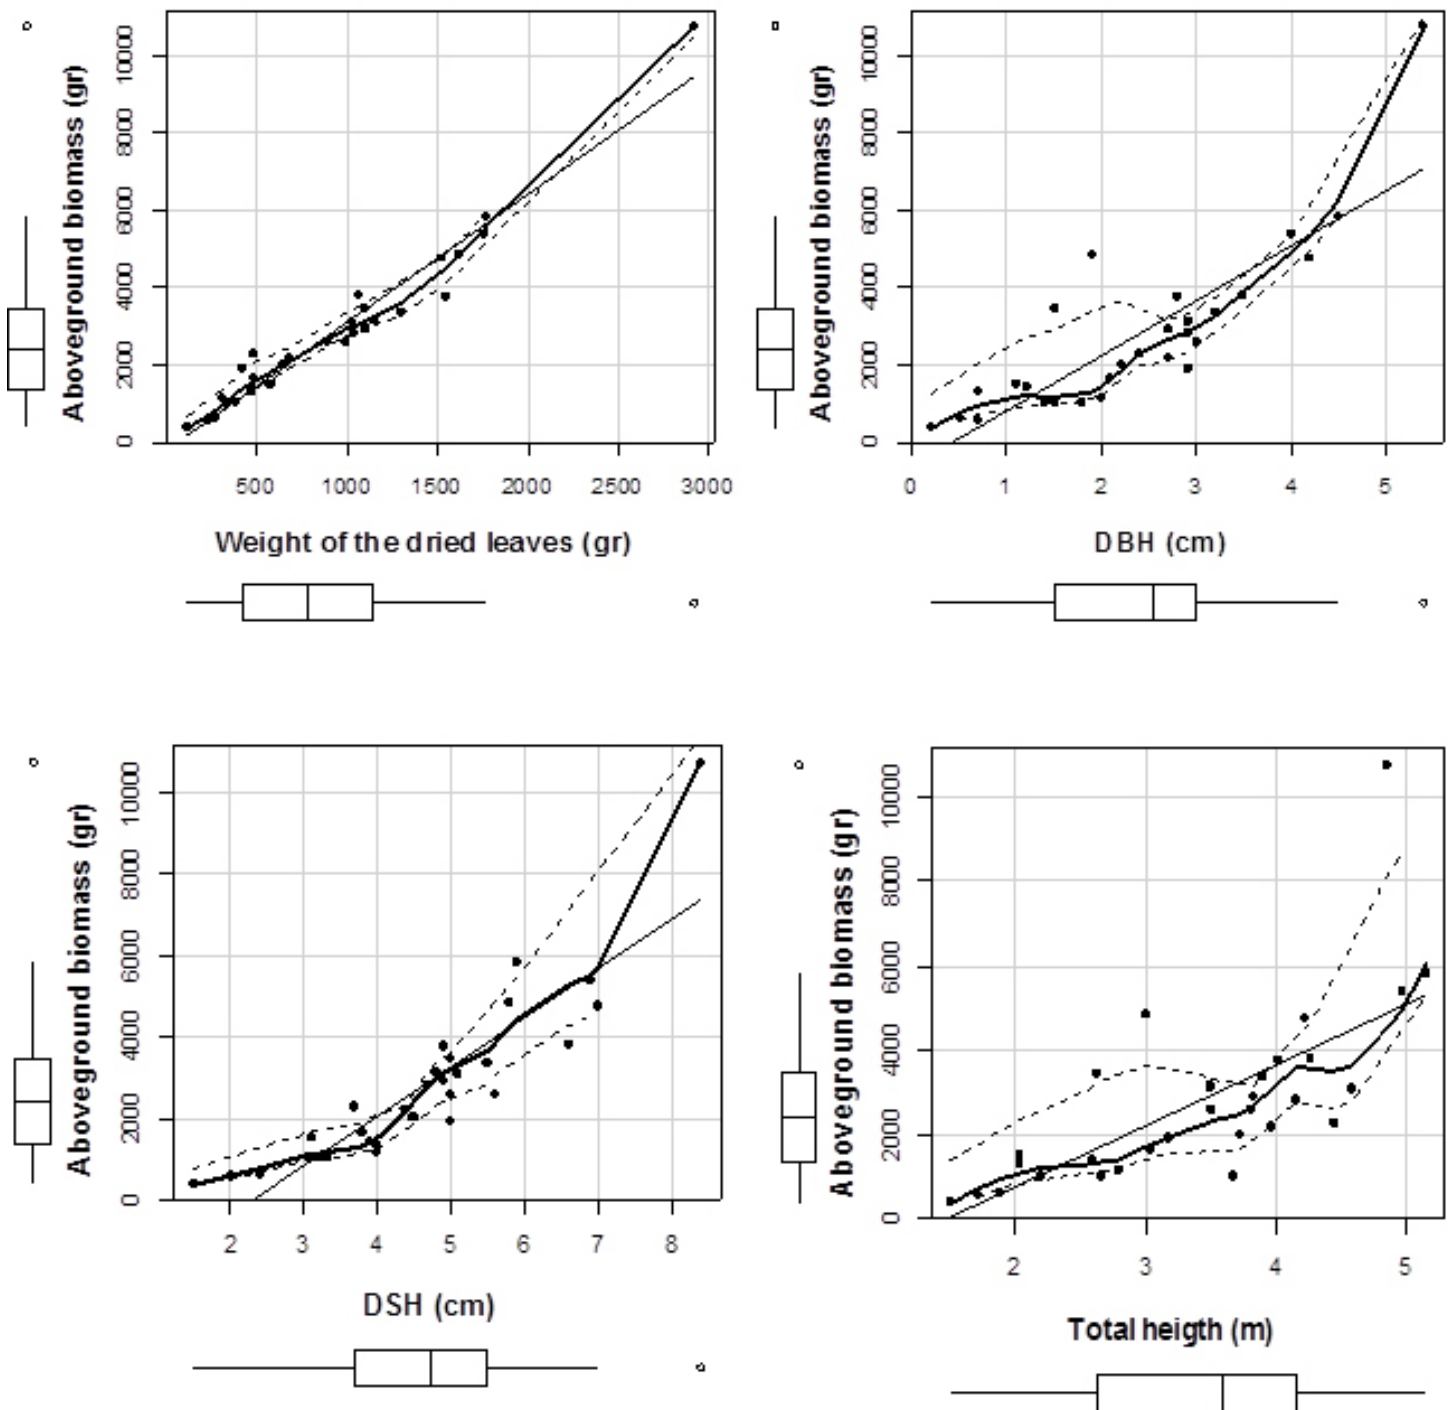 Aboveground biomass (gr)
0 2000 4000 6000 8000 10000
500 1000 1500 2000 2500 3000
Weight of the dried leaves (gr)
Aboveground biomass (gr)
0 2000 4000 6000 8000 10000
0 1 2 3 4 5
DBH (cm)
Aboveground biomass (gr)
0 2000 4000 6000 8000 10000
2 3 4 5 6 7 8
DSH (cm)
Aboveground biomass (gr)
0 2000 4000 6000 8000 10000
2 3 4 5
Total heigth (m)